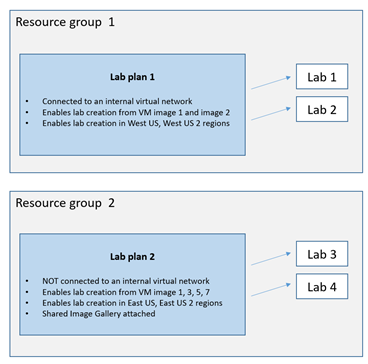 Resource group 1
Lab plan 1
• Connected to an internal virtual network
• Enables lab creation from VM image 1 and image 2
• Enables lab creation in West US, West US 2 regions
Lab 1
Lab 2
Resource group 2
Lab plan 2
• NOT connected to an internal virtual network
• Enables lab creation from VM image 1, 3, 5, 7
• Enables lab creation in East US, East US 2 regions
• Shared Image Gallery attached
Lab 3
Lab 4